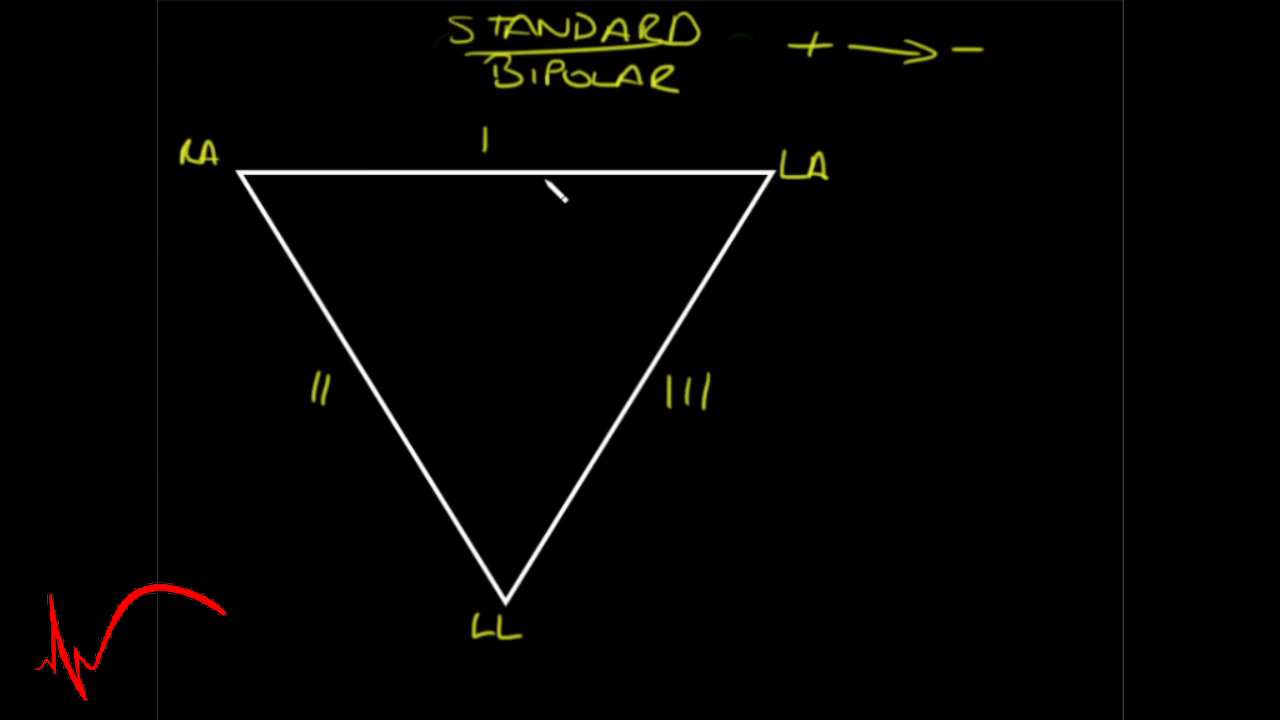 STANDARD + → -
BIPOLAR
I
RA LA
II III
LL